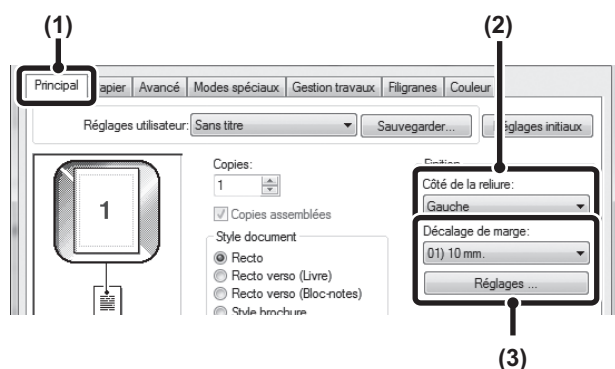 (1)
(2)
Principal apier Avancé Modes spéciaux Gestion travaux Filigranes Couleur
Réglages utilisateur: Sans titre Sauvegarder... églages initiaux
Copies:
1
Copies assemblées
Style document
Recto
Recto verso (Livre)
Recto verso (Bloc-notes)
Style brochure
1
Finition
Côté de la reliure:
Gauche
Décalage de marge:
01) 10 mm.
Réglages ...
(3)